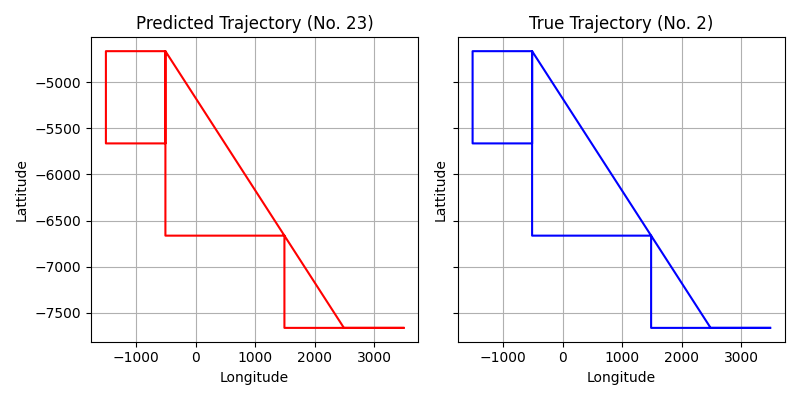 Predicted Trajectory (No. 23)
True Trajectory (No. 2)
−5000
−5500
−6000
−6500
−7000
−7500
Lattitude
Lattitude
−1000 0 1000 2000 3000
−1000 0 1000 2000 3000
Longitude
Longitude